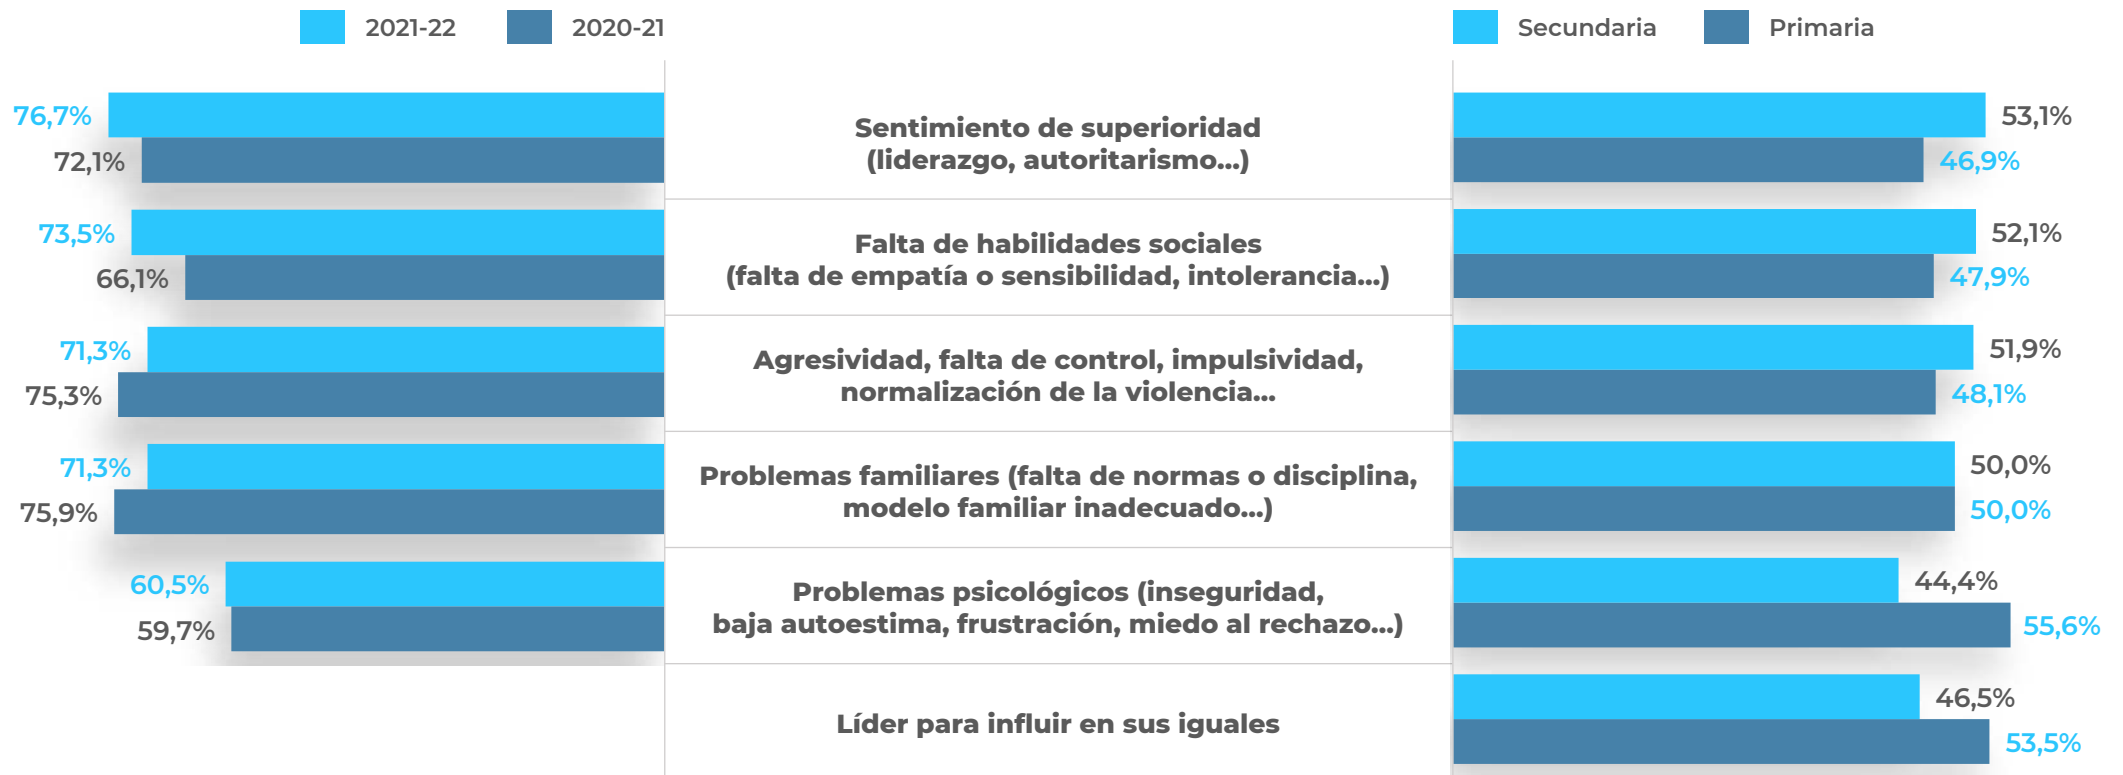 2021-22 2020-21 Secundaria Primaria
76,7%
72,1%
Sentimiento de superioridad
(liderazgo, autoritarismo...)
53,1%
46,9%
73,5%
66,1%
Falta de habilidades sociales
(falta de empatía o sensibilidad, intolerancia...)
52,1%
47,9%
71,3%
75,3%
Agresividad, falta de control, impulsividad,
normalización de la violencia...
51,9%
48,1%
71,3%
75,9%
Problemas familiares (falta de normas o disciplina,
modelo familiar inadecuado...)
50,0%
50,0%
60,5%
59,7%
Problemas psicológicos (inseguridad,
baja autoestima, frustración, miedo al rechazo...)
44,4%
55,6%
Líder para influir en sus iguales
46,5%
53,5%